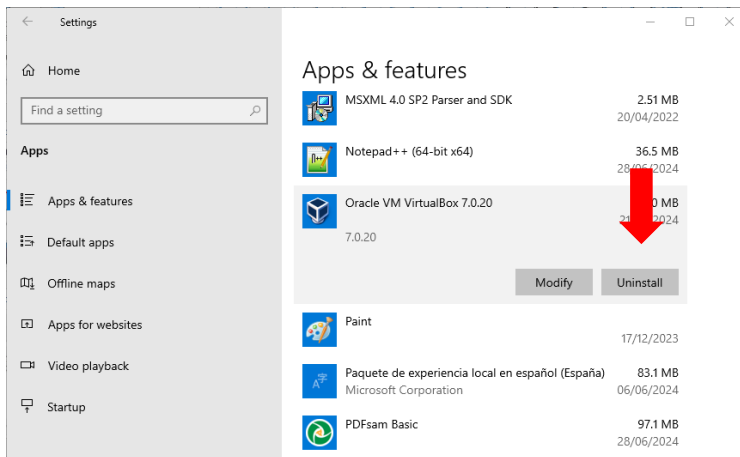 Settings
Home
Find a setting
Apps
Apps & features
Default apps
Offline maps
Apps for websites
Video playback
Startup
Apps & features
MSXML 4.0 SP2 Parser and SDK
2.51 MB
20/04/2022
Notepad++ (64-bit x64)
36.5 MB
28/06/2024
Oracle VM VirtualBox 7.0.20
MB
7.0.20
Modify
Uninstall
Paint
17/12/2023
Paquete de experiencia local en español (España)
83.1 MB
Microsoft Corporation
06/06/2024
PDFsam Basic
97.1 MB
28/06/2024